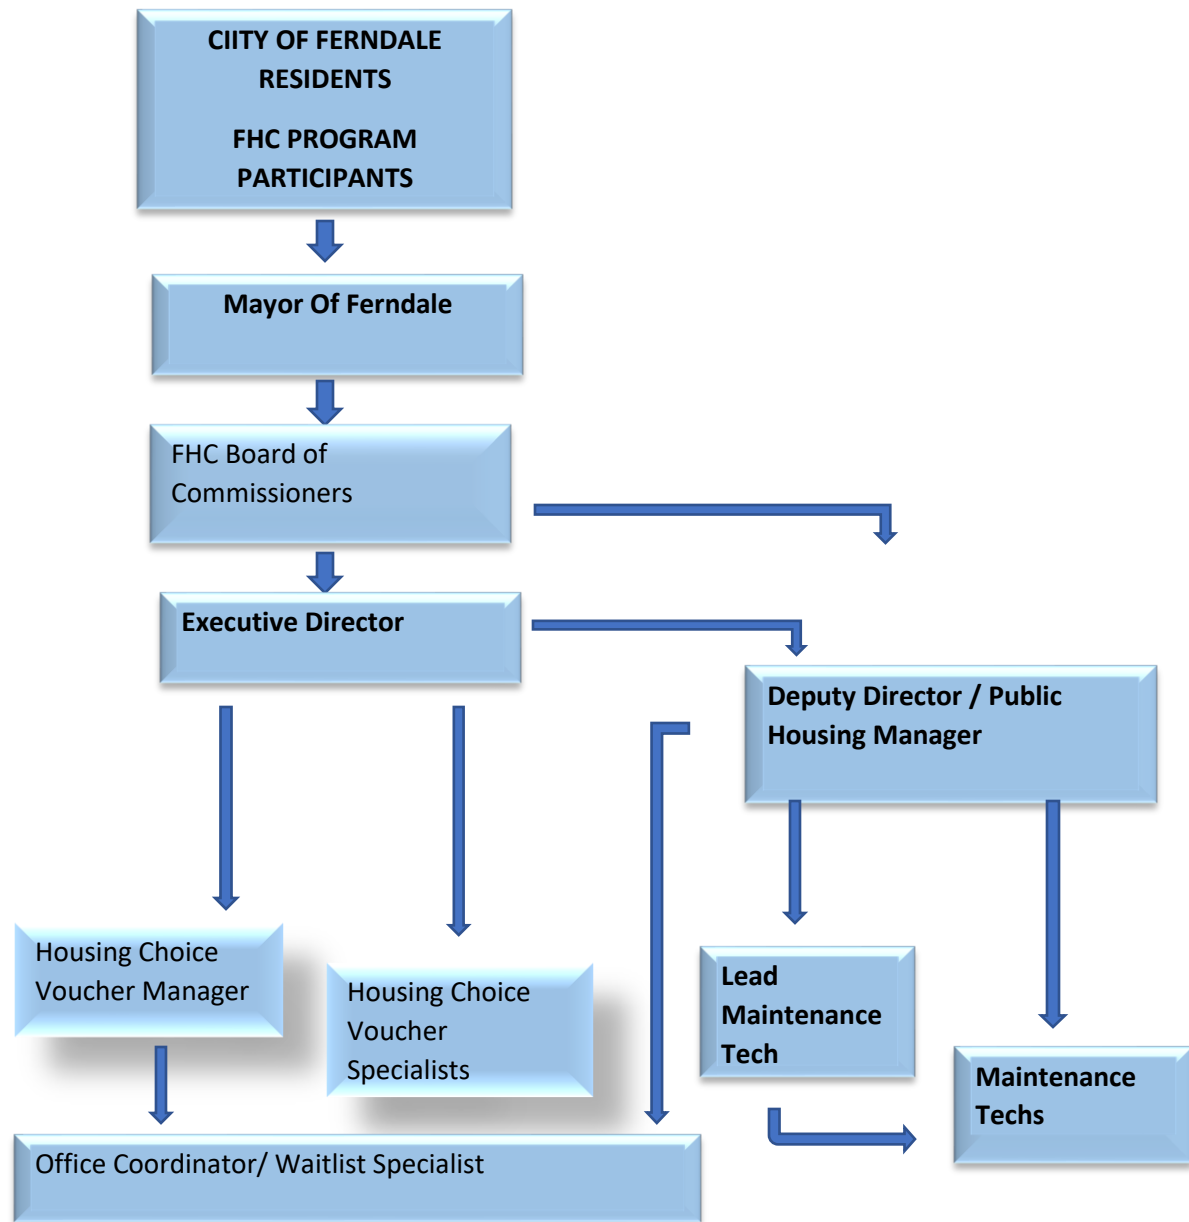 CIITY OF FERNDALE
RESIDENTS
FHC PROGRAM
PARTICIPANTS
Mayor Of Ferndale
FHC Board of
Commissioners
Executive Director
Deputy Director / Public
Housing Manager
Housing Choice
Voucher Manager
Housing Choice
Voucher
Specialists
Lead
Maintenance
Tech
Maintenance
Techs
Office Coordinator/ Waitlist Specialist